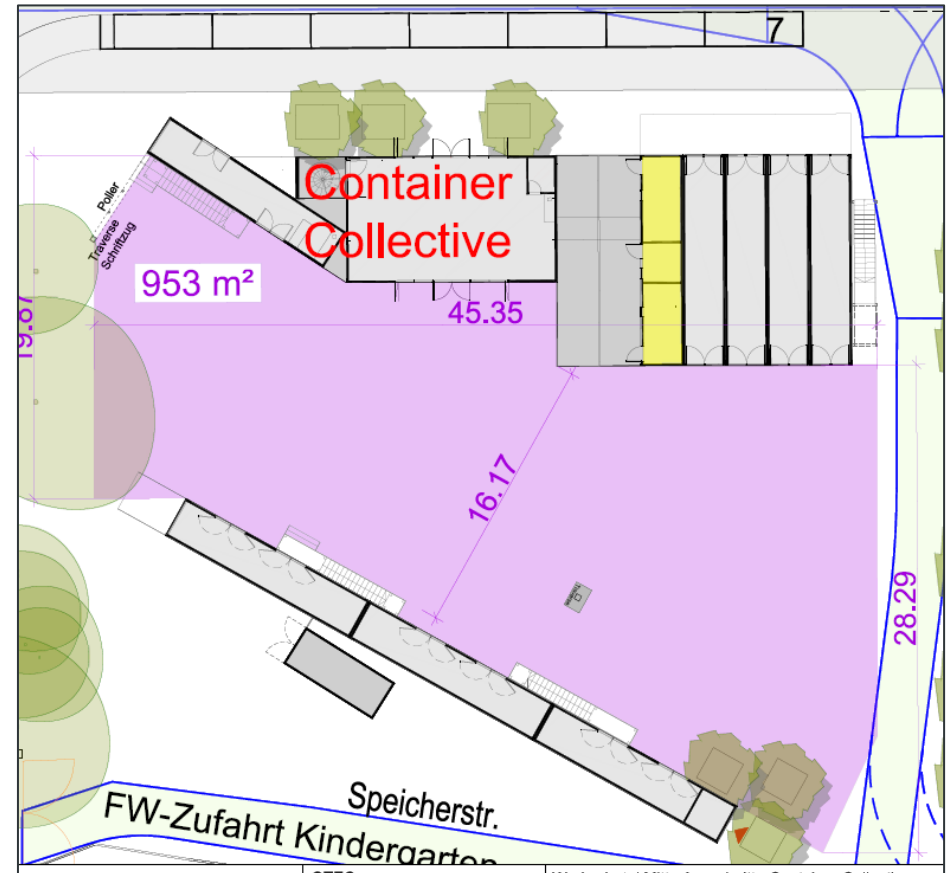 7
Container
Collective
Poller
Traverse
Schriftzug
953 m²
45.35
19.87
16.17
28.29
Speicherstr.
FW-Zufahrt Kindergarten